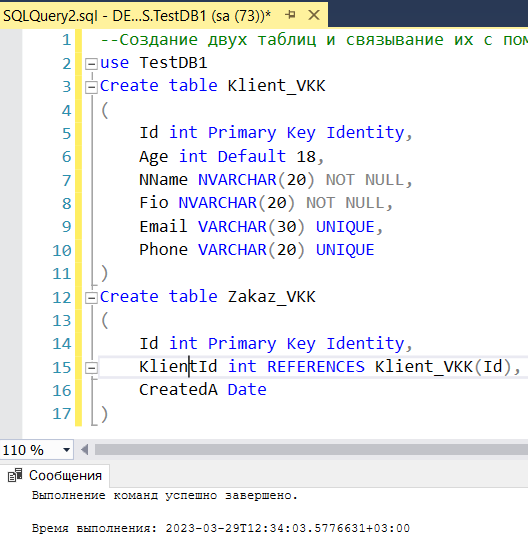 SQLQuery2.sql - DE...S.TestDB1 (sa (73))*
1 --Создание двух таблиц и связывание их с
2 use TestDB1
3 Create table Klient_VKK
4 (
5 Id int Primary Key Identity,
6 Age int Default 18,
7 NName NVARCHAR(20) NOT NULL,
8 Fio NVARCHAR(20) NOT NULL,
9 Email VARCHAR(30) UNIQUE,
10 Phone VARCHAR(20) UNIQUE
11 )
12 Create table Zakaz_VKK
13 (
14 Id int Primary Key Identity,
15 KlientId int REFERENCES Klient_VKK(Id),
16 CreatedA Date
17 )
110 %
Сообщения
Выполнение команд успешно завершено.
Время выполнения: 2023-03-29T12:34:03.5776631+03:00